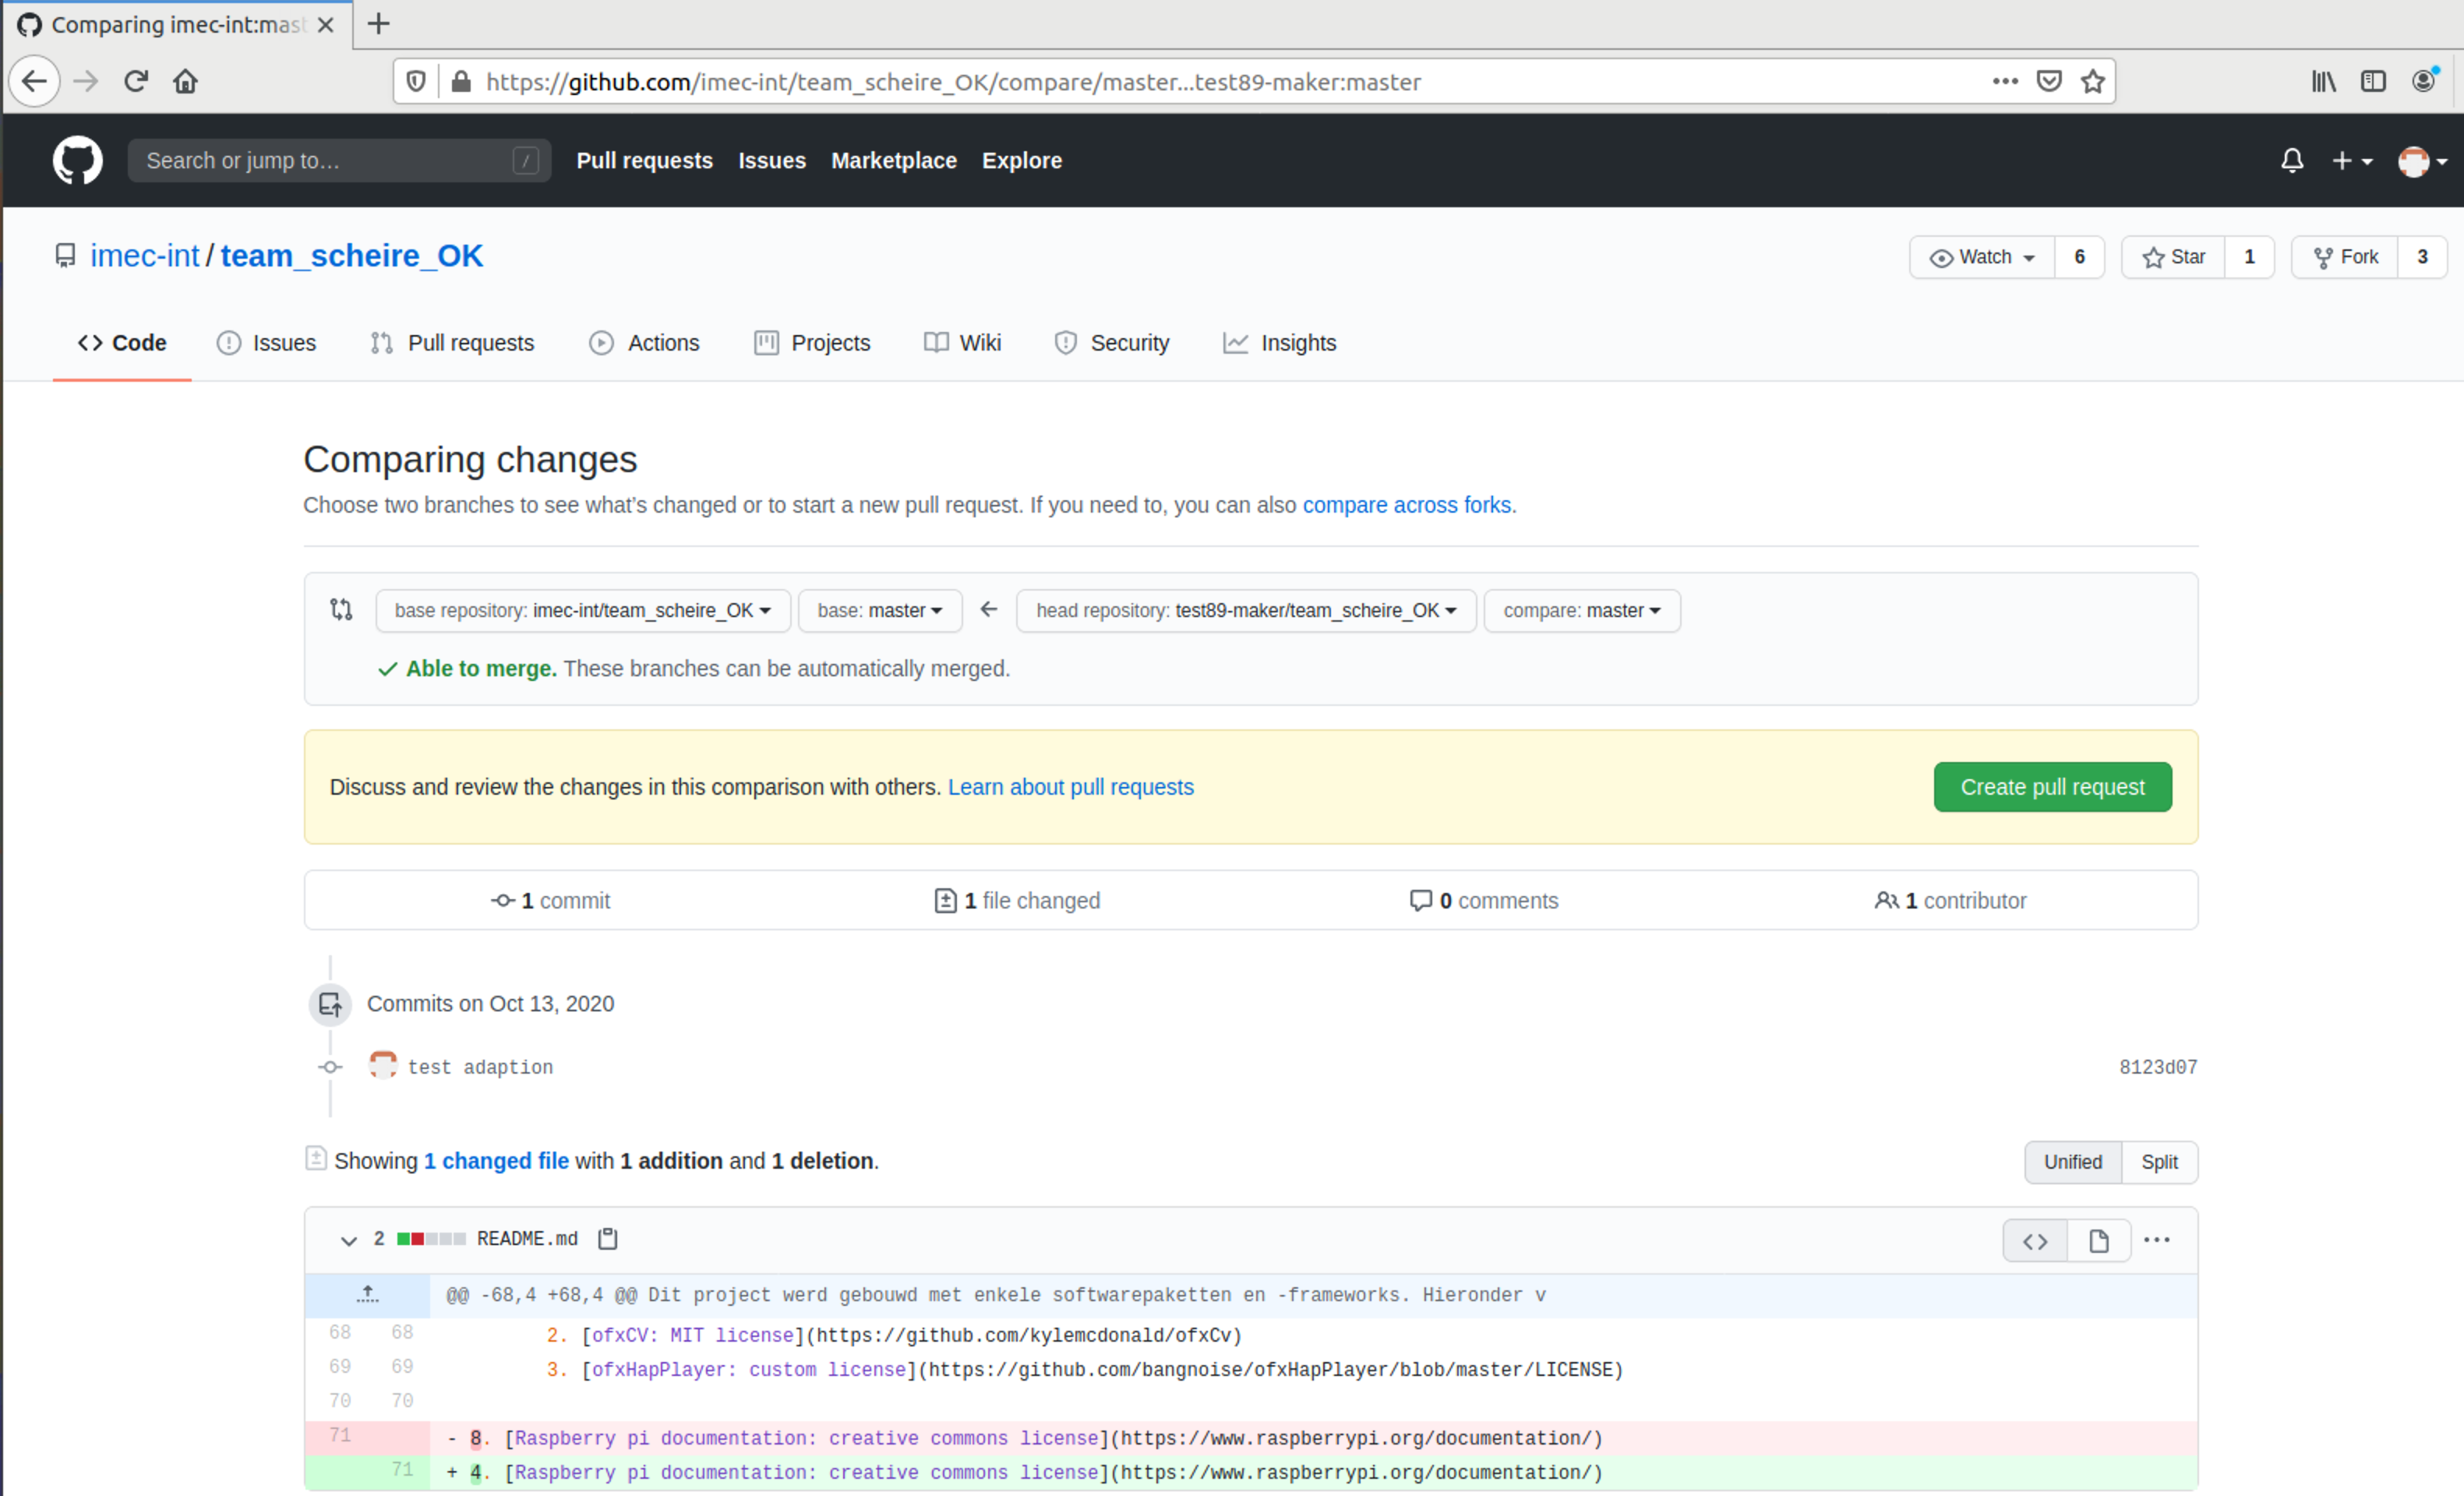 Comparing imec-int:mast
https://github.com/imec-int/team_scheire_OK/compare/master...test89-maker:master
Search or jump to… / Pull requests Issues Marketplace Explore
imec-int / team_scheire_OK Watch 6 Star 1 Fork 3
Code Issues Pull requests Actions Projects Wiki Security Insights
Comparing changes
Choose two branches to see what's changed or to start a new pull request. If you need to, you can also compare across forks.
base repository: imec-int/team_scheire_OK base: master head repository: test89-maker/team_scheire_OK compare: master
Able to merge. These branches can be automatically merged.
Discuss and review the changes in this comparison with others. Learn about pull requests Create pull request
1 commit 1 file changed 0 comments 1 contributor
Commits on Oct 13, 2020
test adaption 8123d07
Showing 1 changed file with 1 addition and 1 deletion. Unified Split
2 README.md
@@ -68,4 +68,4 @@ Dit project werd gebouwd met enkele softwarepaketten en -frameworks. Hieronder v
68 68 2. [ofxCV: MIT license](https://github.com/kylemcdonald/ofxCv)
69 69 3. [ofxHapPlayer: custom license](https://github.com/bangnoise/ofxHapPlayer/blob/master/LICENSE)
70 70
71 - 8. [Raspberry pi documentation: creative commons license](https://www.raspberrypi.org/documentation/)
71 + 4. [Raspberry pi documentation: creative commons license](https://www.raspberrypi.org/documentation/)